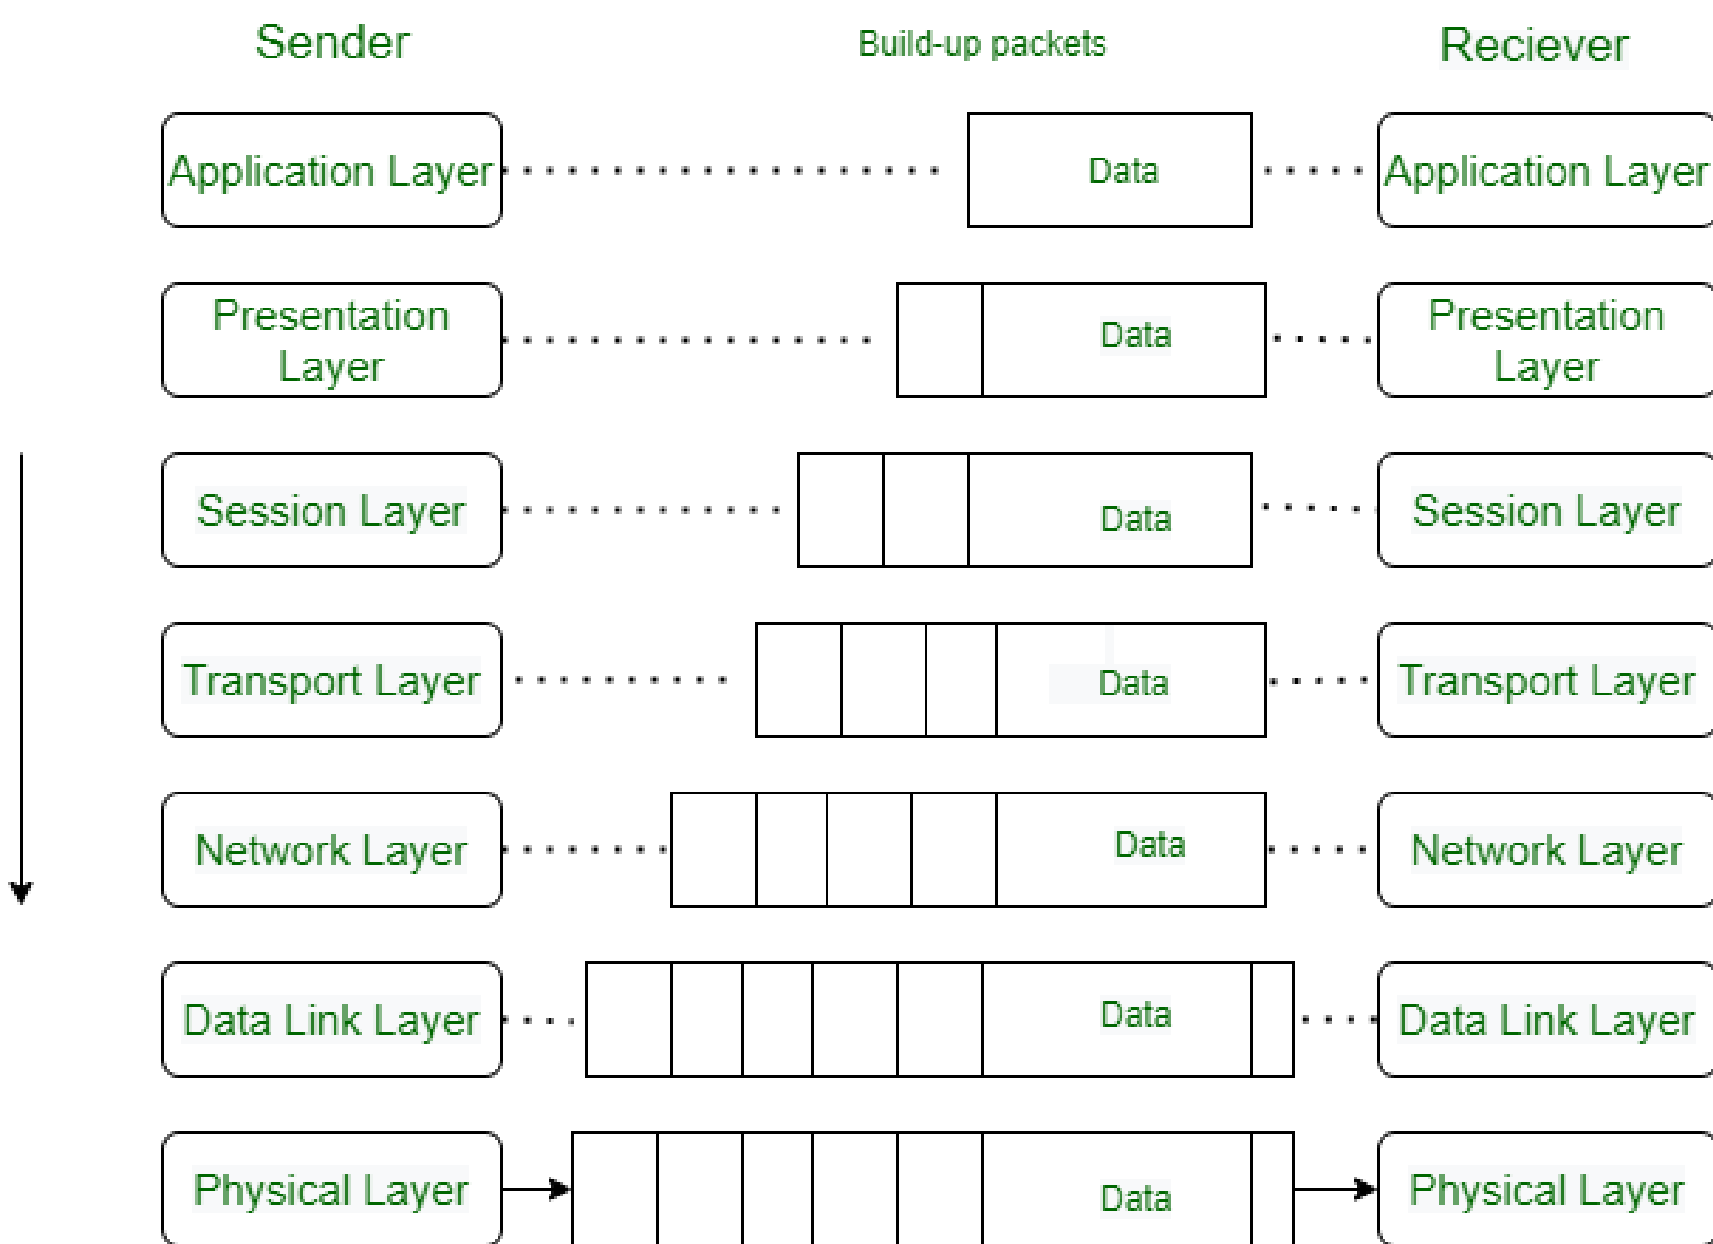 Sender
Build-up packets
Reciever
Application Layer
Data
Application Layer
Presentation
Layer
Data
Presentation
Layer
Session Layer
Data
Session Layer
Transport Layer
Data
Transport Layer
Network Layer
Data
Network Layer
Data Link Layer
Data
Data Link Layer
Physical Layer
Data
Physical Layer